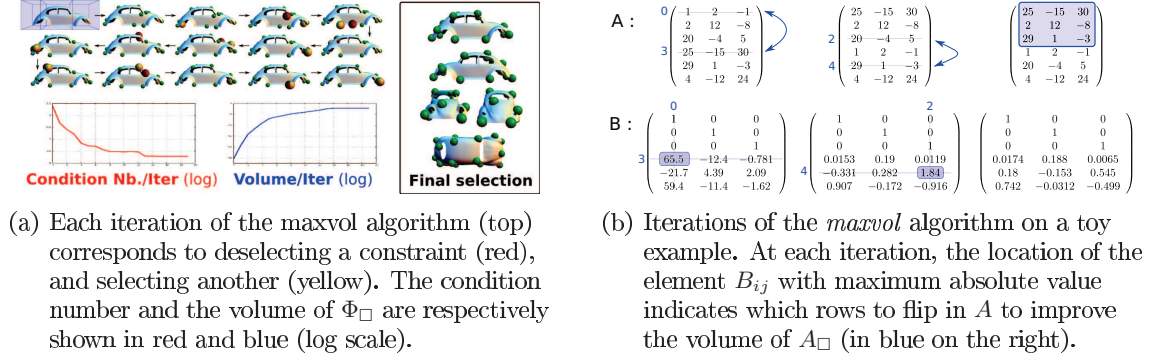 Condition Nb./Iter (log)
Volume/Iter (log)
Final selection
(a) Each iteration of the maxvol algorithm (top)
corresponds to deselecting a constraint (red),
and selecting another (yellow). The condition
number and the volume of Φ□ are respectively
shown in red and blue (log scale).
A :
0
3
1 2 −1
2 12 −8
20 −4 5
25 −15 30
29 1 −3
4 −12 24
2
4
25 −15 30
2 12 −8
20 −4 5
1 2 −1
29 1 −3
4 −12 24
25 −15 30
2 12 −8
29 1 −3
1 2 −1
20 −4 5
4 −12 24
B :
0
3
1 0 0
0 1 0
0 0 1
65.5 −12.4 −0.781
−21.7 4.39 2.09
59.4 −11.4 −1.62
2
4
1 0 0
0 1 0
0 0 1
0.0153 0.19 0.0119
−0.331 0.282 1.84
0.907 −0.172 −0.916
1 0 0
0 1 0
0 0 1
0.0174 0.188 0.0065
0.18 −0.153 0.545
0.742 −0.0312 −0.499
(b) Iterations of the maxvol algorithm on a toy
example. At each iteration, the location of the
element Bij with maximum absolute value
indicates which rows to flip in A to improve
the volume of A□ (in blue on the right).